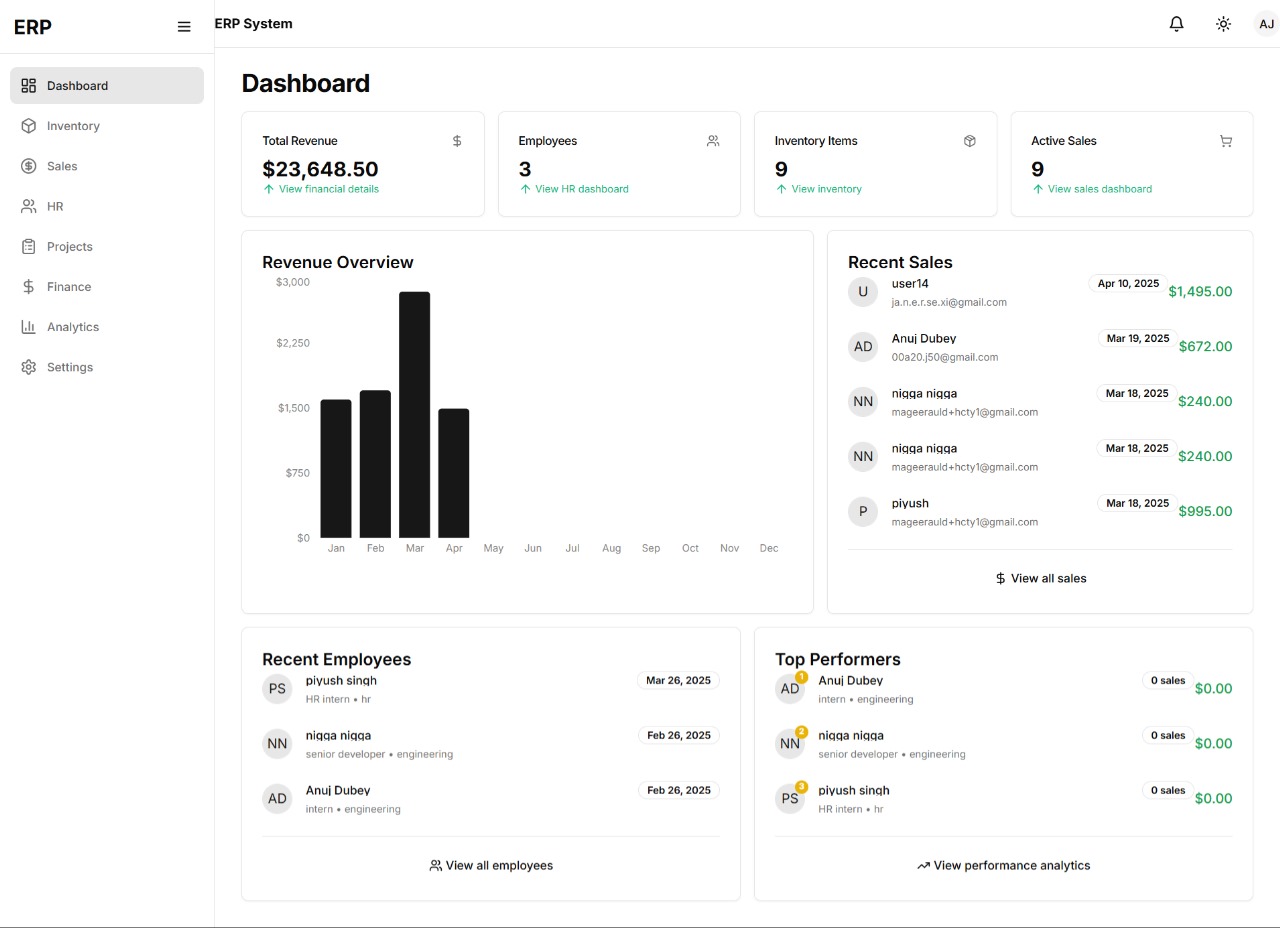 ERP
ERP System
AJ
Dashboard
Inventory
Sales
HR
Projects
Finance
Analytics
Settings
Dashboard
Total Revenue
$23,648.50
View financial details
Employees
3
View HR dashboard
Inventory Items
9
View inventory
Active Sales
9
View sales dashboard
Revenue Overview
$3,000
$2,250
$1,500
$750
$0
Jan Feb Mar Apr May Jun Jul Aug Sep Oct Nov Dec
Recent Sales
U user14 Apr 10, 2025 $1,495.00
ja.n.e.r.se.xi@gmail.com
AD Anuj Dubey Mar 19, 2025 $672.00
00a20.j50@gmail.com
NN nigga nigga Mar 18, 2025 $240.00
mageerauld+hcty1@gmail.com
NN nigga nigga Mar 18, 2025 $240.00
mageerauld+hcty1@gmail.com
P piyush Mar 18, 2025 $995.00
mageerauld+hcty1@gmail.com
View all sales
Recent Employees
PS piyush singh Mar 26, 2025
HR intern • hr
NN nigga nigga Feb 26, 2025
senior developer • engineering
AD Anuj Dubey Feb 26, 2025
intern • engineering
View all employees
Top Performers
AD 1 Anuj Dubey 0 sales $0.00
intern • engineering
NN 2 nigga nigga 0 sales $0.00
senior developer • engineering
PS 3 piyush singh 0 sales $0.00
HR intern • hr
View performance analytics